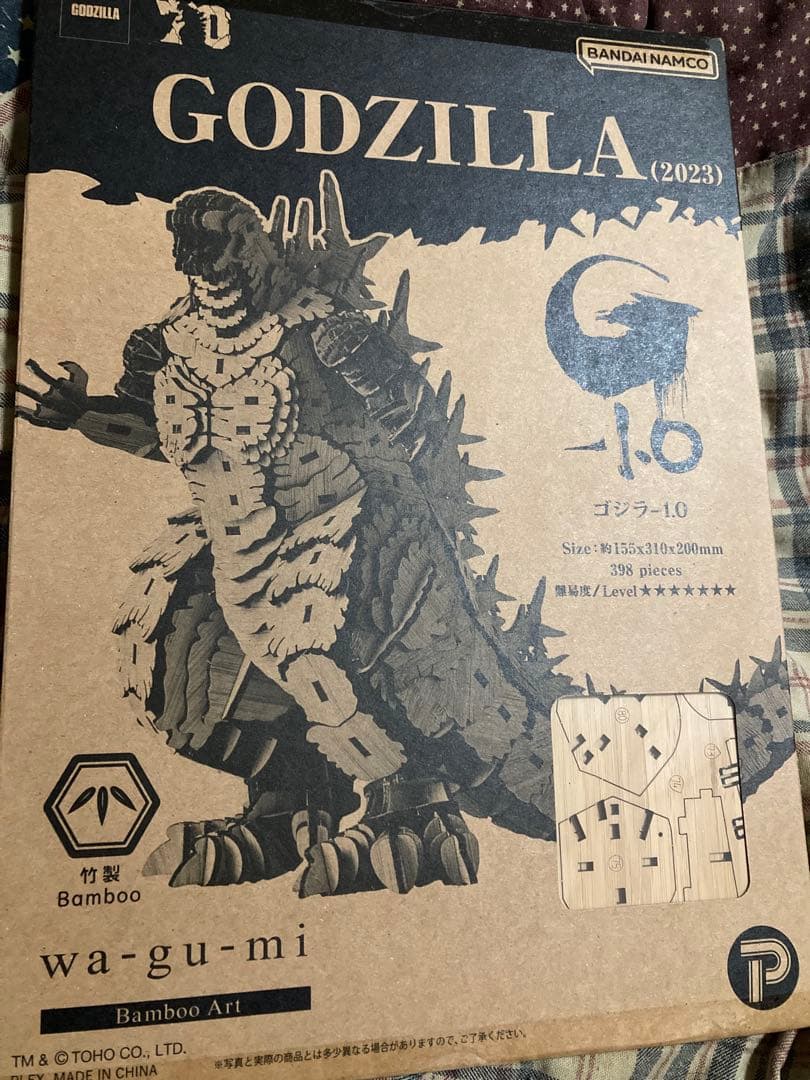 GODZILLA
70
BANDAI NAMCO
GODZILLA (2023)
-1.0
ゴジラ-1.0
Size：約155x310x200mm
398 pieces
難易度/Level★★★★★★★
竹製
Bamboo
wa-gu-mi
Bamboo Art
P
TM & © TOHO CO., LTD.
※写真と実際の商品とは多少異なる場合がありますので、ご了承ください。
PLEX MADE IN CHINA